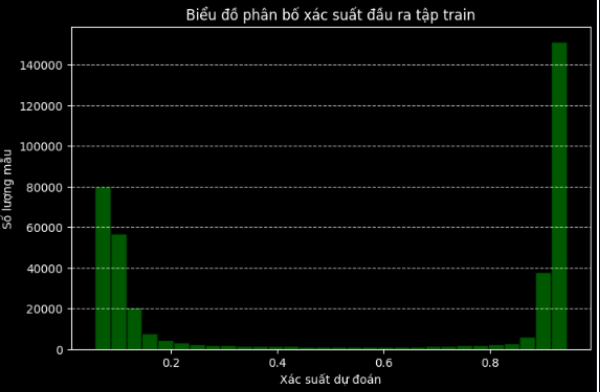 Biểu đồ phân bố xác suất đầu ra tập train
Số lượng mẫu
140000
120000
100000
80000
60000
40000
20000
0
0.2 0.4 0.6 0.8
Xác suất dự đoán